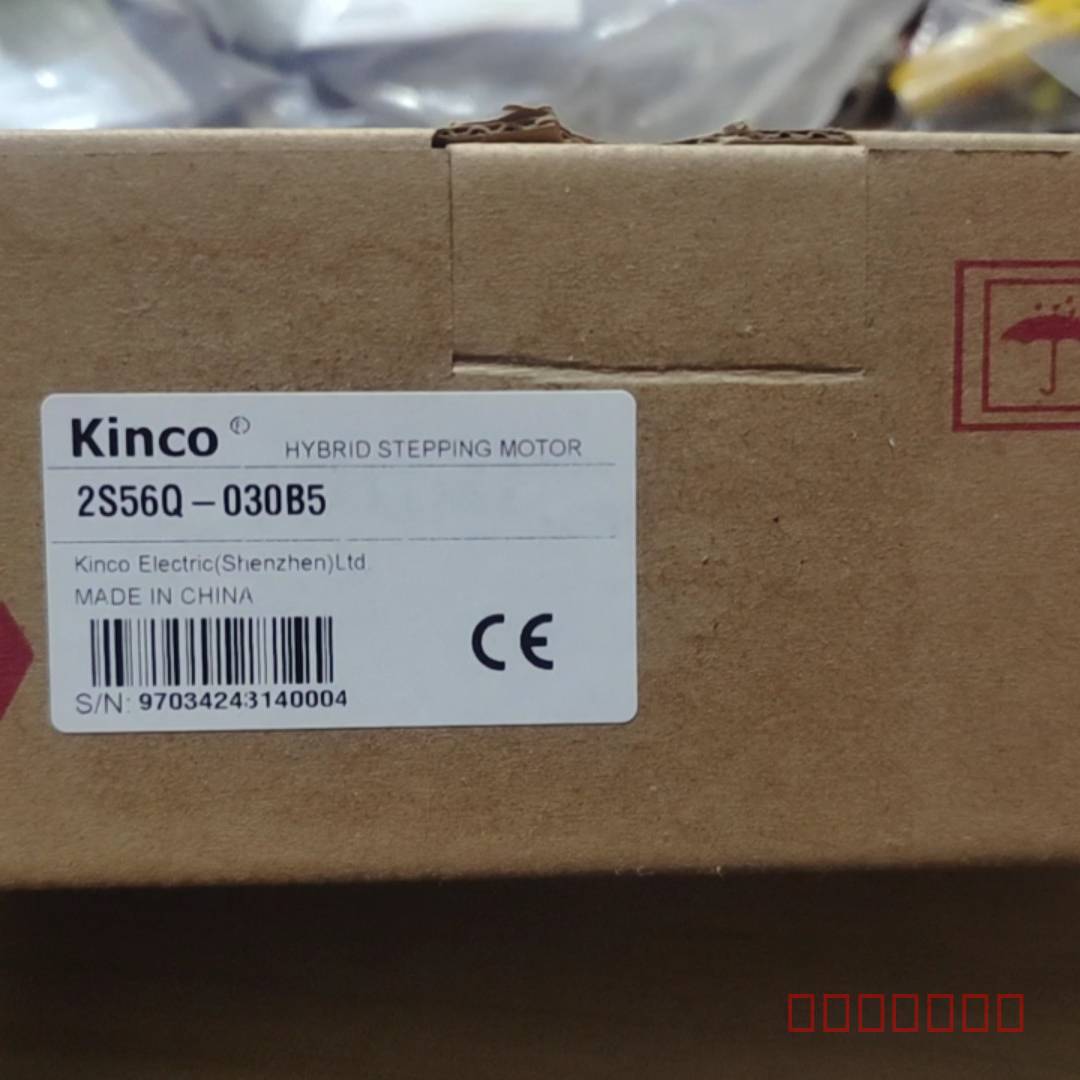 Kinco ® HYBRID STEPPING MOTOR
2S56Q-030B5
Kinco Electric(Shenzhen)Ltd.
MADE IN CHINA
CE
S/N: 97034243140004